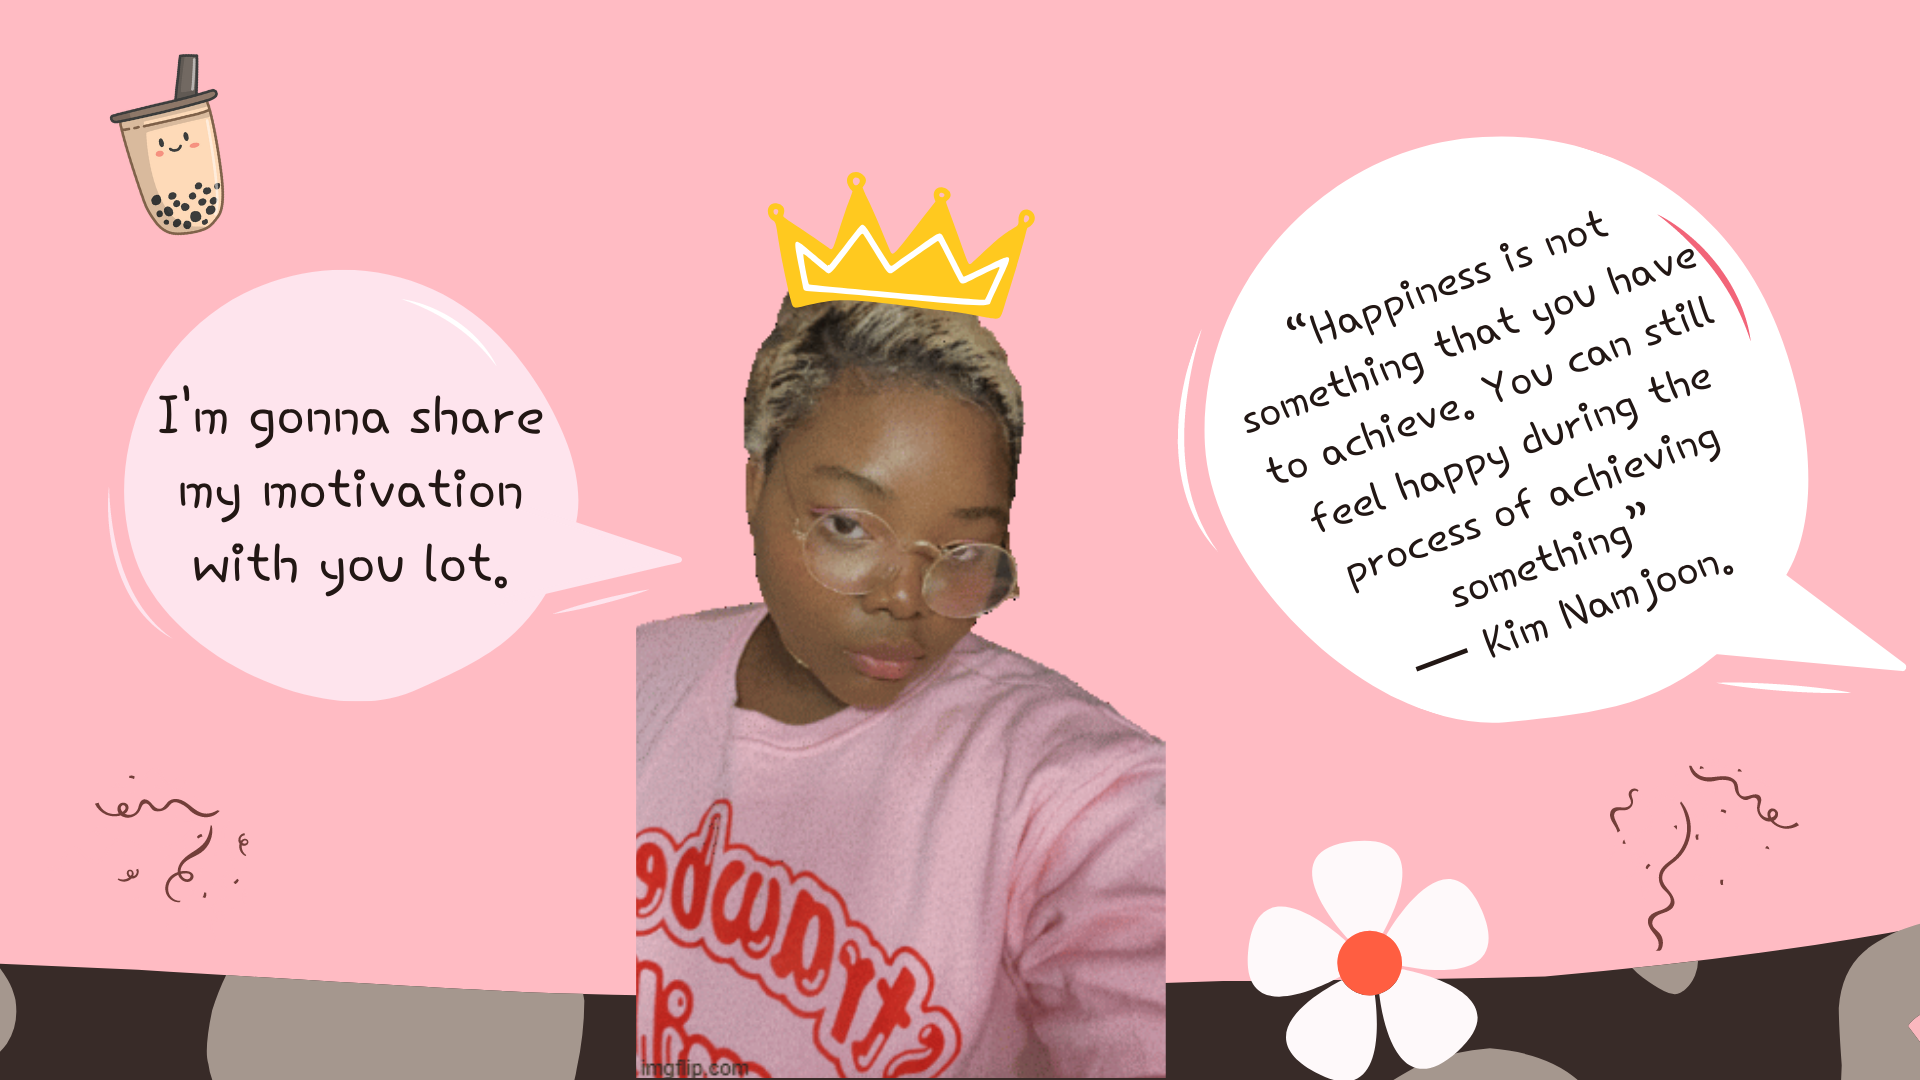 I'm gonna share
my motivation
with you lot.
“Happiness is not
something that you have
to achieve. You can still
feel happy during the
process of achieving
something”
— Kim Namjoon.
imgflip.com